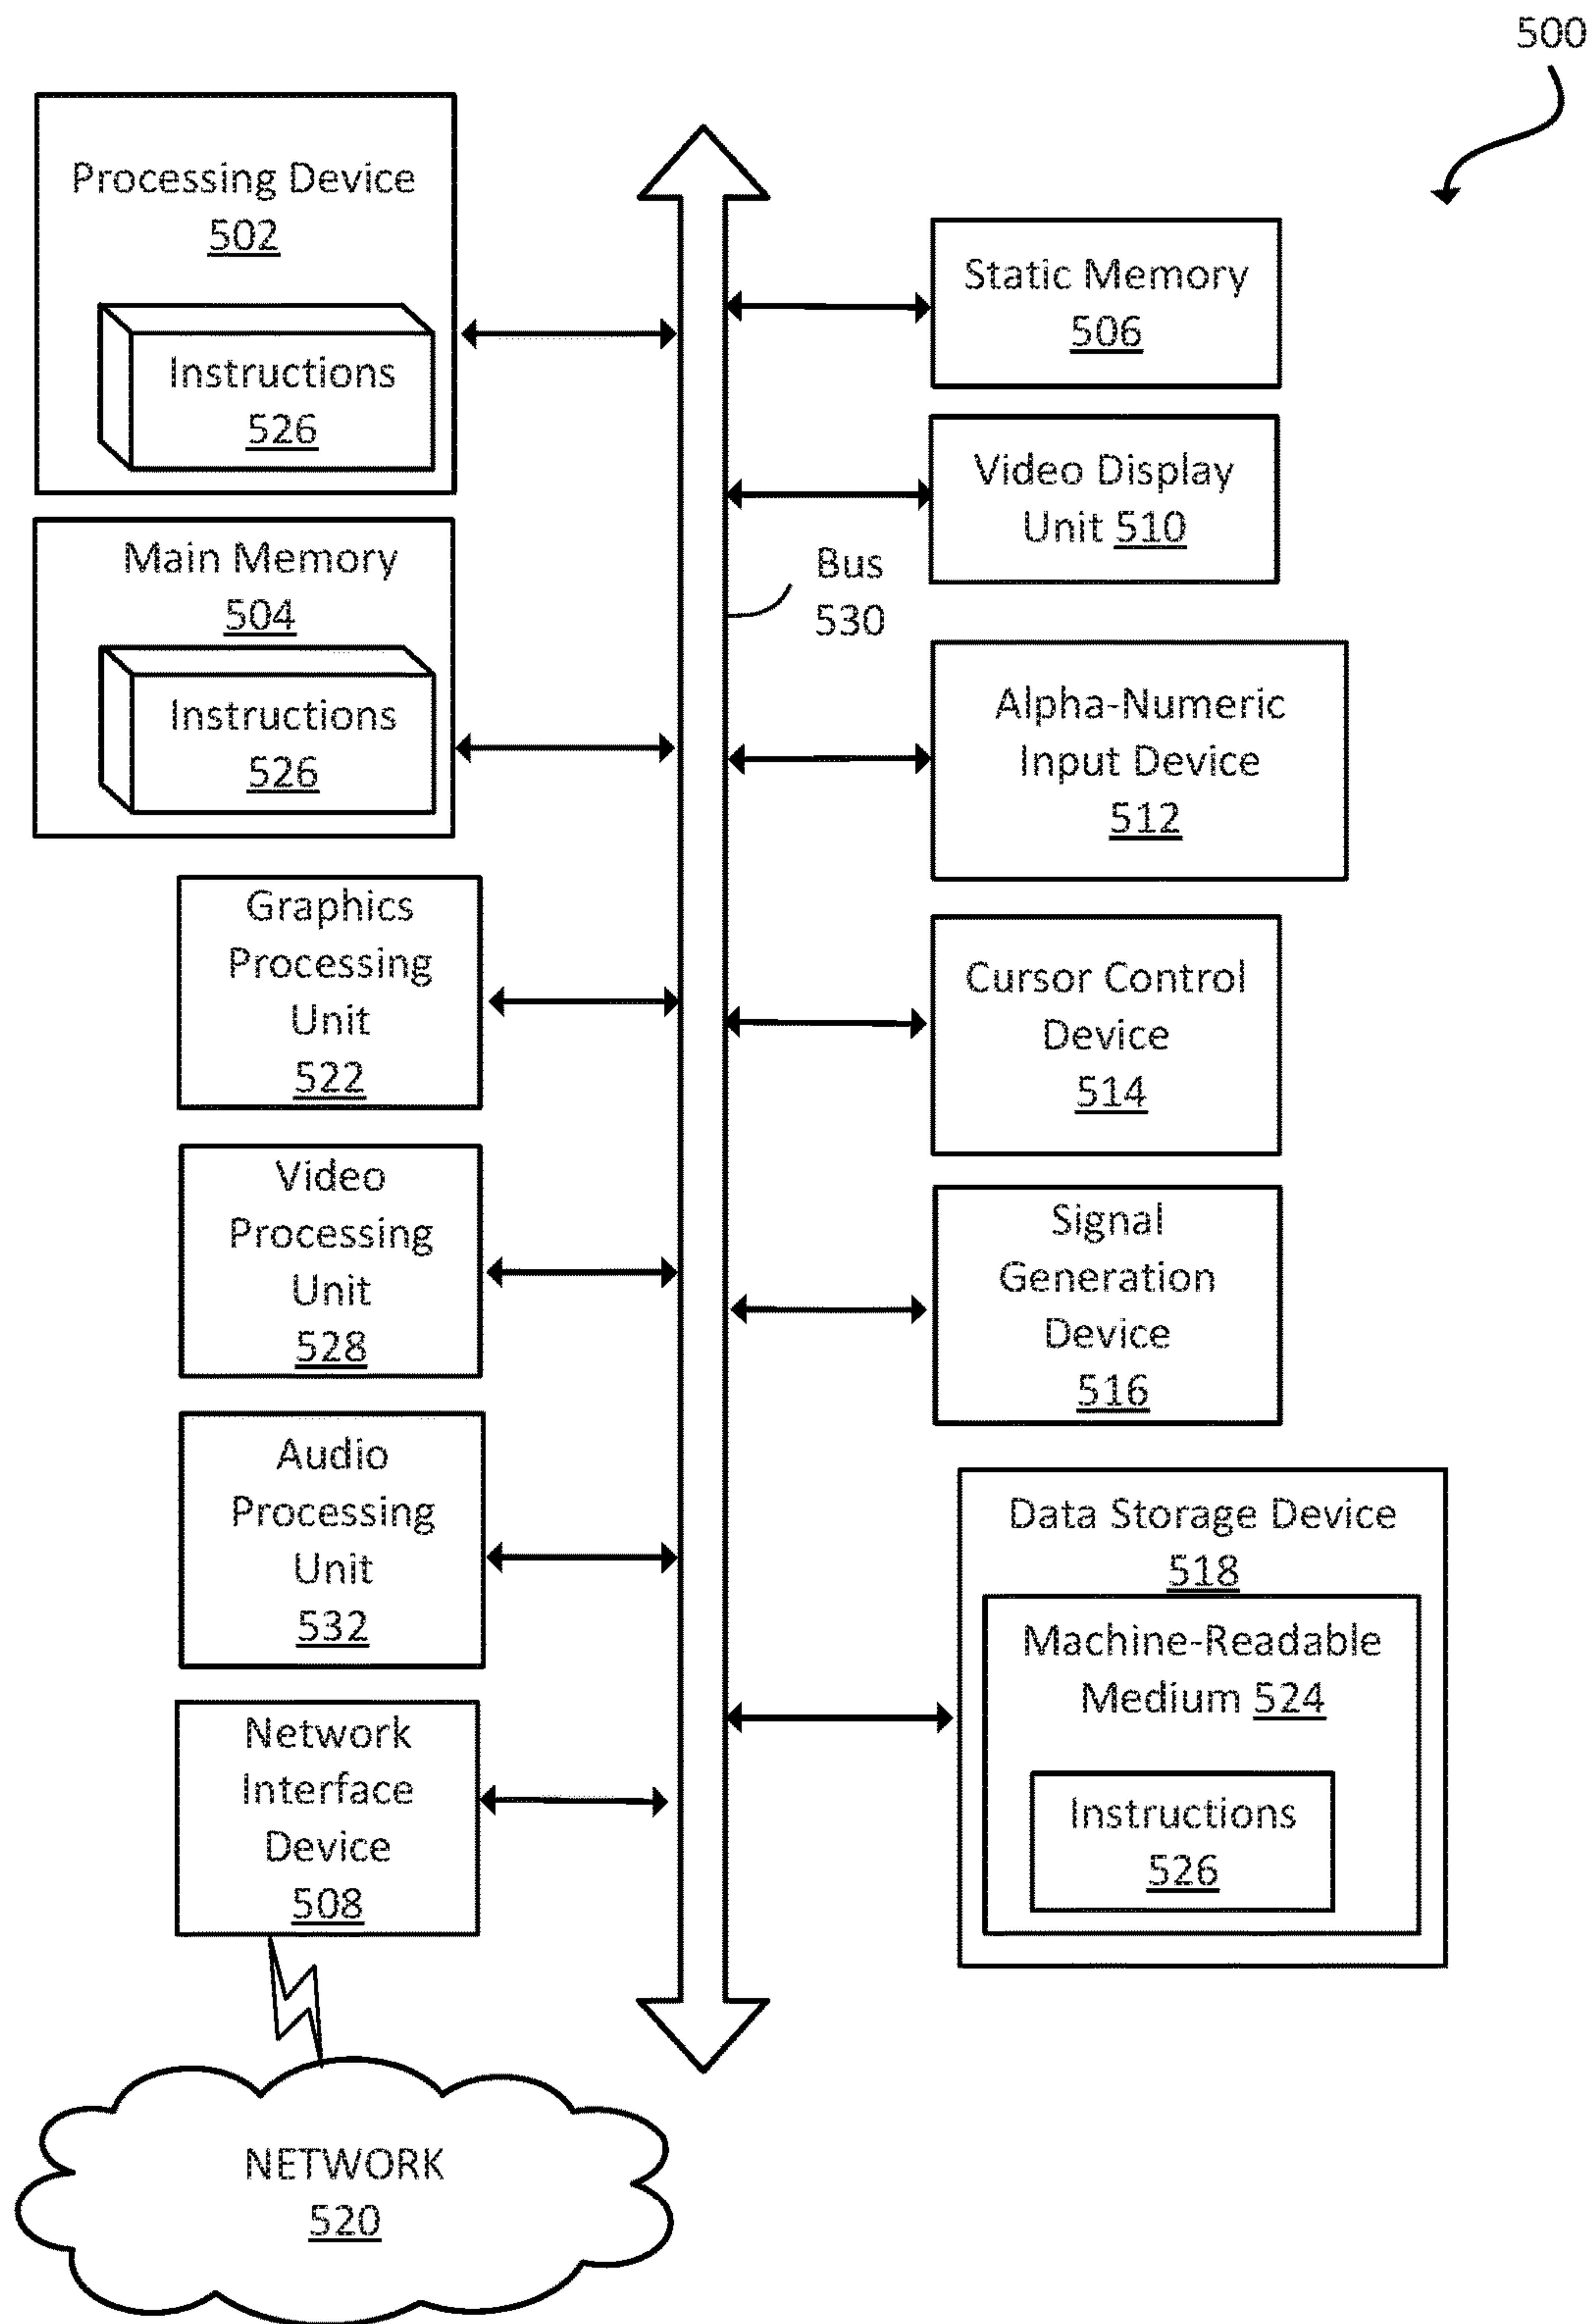 500
Processing Device
502
Instructions
526
Main Memory
504
Instructions
526
Graphics
Processing
Unit
522
Video
Processing
Unit
528
Audio
Processing
Unit
532
Network
Interface
Device
508
NETWORK
520
Bus
530
Static Memory
506
Video Display
Unit 510
Alpha-Numeric
Input Device
512
Cursor Control
Device
514
Signal
Generation
Device
516
Data Storage Device
518
Machine-Readable
Medium 524
Instructions
526